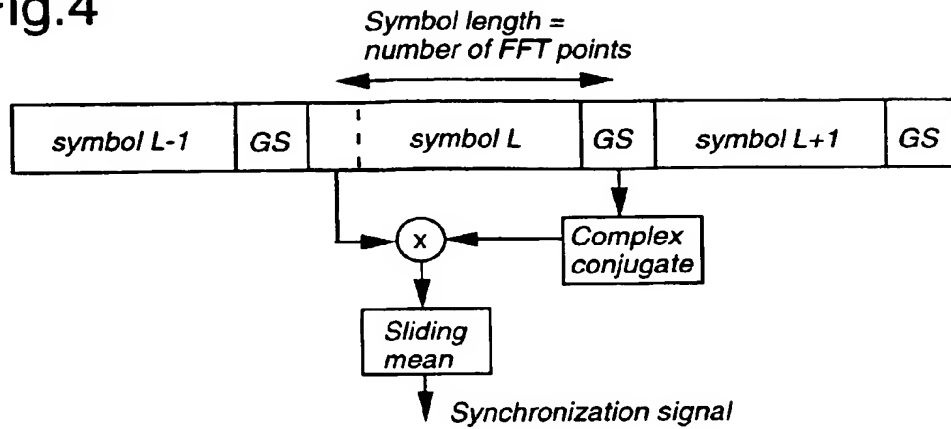 Fig.4
Symbol length =
number of FFT points
symbol L-1 GS symbol L GS symbol L+1 GS
x Complex
conjugate
Sliding
mean
Synchronization signal